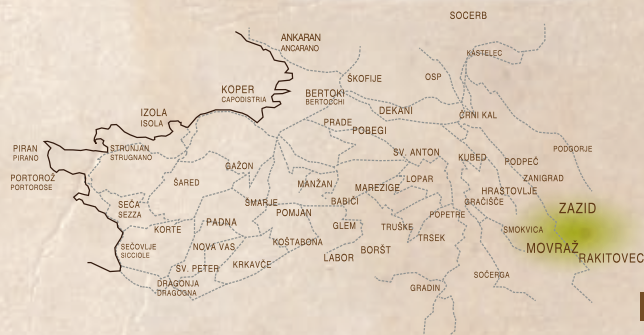 SOCERB
ANKARAN
ANCARANO
KASTELEC
ŠKOFIJE
OSP
KOPER
CAPODISTRIA
BERTOKI
BERTOCCHI
DEKANI
ČRNI KAL
IZOLA
ISOLA
PRADE
POBEGI
PIRAN
PIRANO
STRUNJAN
STRUGNANO
SV. ANTON
KUBED
PODPEČ
PODGORJE
PORTOROŽ
PORTOROSE
GAŽON
ŠARED
MANŽAN
MAREZIGE
LOPAR
ZANIGRAD
HRASTOVLJE
GRAČIŠČE
SEČA
SEZZA
ŠMARJE
POMJAN
BABIČI
POPETRE
ZAZID
KORTE
PADNA
GLEM
TRUŠKE
TRSEK
SMOKVICA
SEČOVLJE
SICCIOLE
NOVA VAS
KOŠTABONA
BORŠT
LABOR
MOVRAŽ
RAKITOVEC
SV. PETER
KRKAVČE
SOČERGA
DRAGONJA
DRAGOGNA
GRADIN